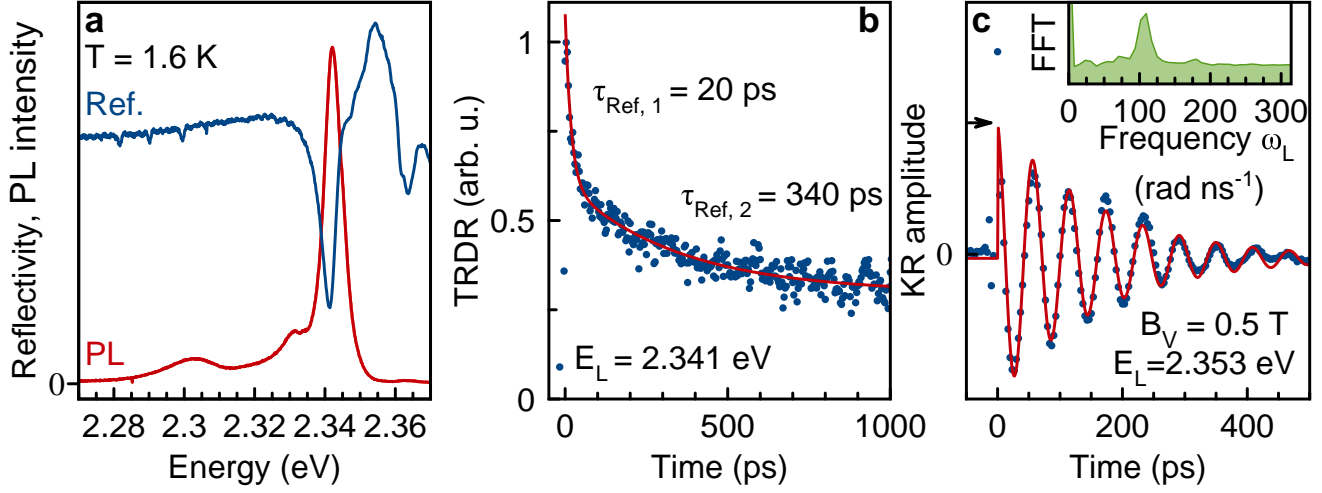 a
T = 1.6 K
Ref.
PL
Reflectivity, PL intensity
0
2.28 2.3 2.32 2.34 2.36
Energy (eV)
b
τRef, 1 = 20 ps
τRef, 2 = 340 ps
EL = 2.341 eV
TRDR (arb. u.)
1
0.5
0
0 500 1000
Time (ps)
c
FFT
0 100 200 300
Frequency ωL
(rad ns-1)
KR amplitude
0
BV = 0.5 T
EL=2.353 eV
0 200 400
Time (ps)